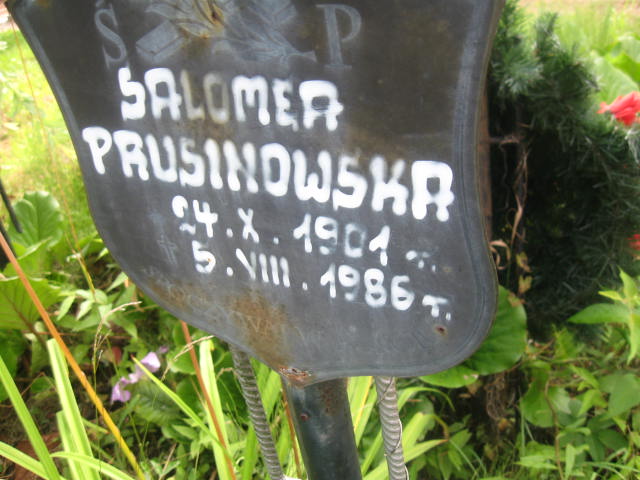 Ś P
SALOMEA
PRUSINOWSKA
24.X.1901 r.
5.VIII.1986 r.